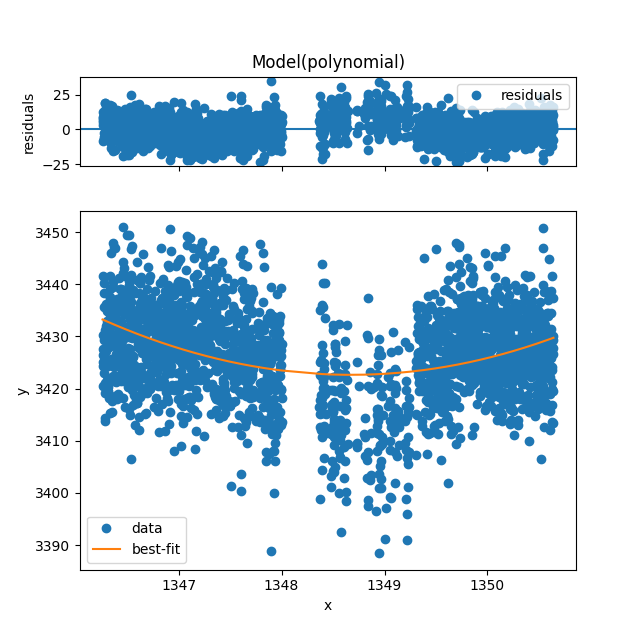 Model(polynomial)
residuals
25
0
−25
residuals
y
3450
3440
3430
3420
3410
3400
3390
data
best-fit
1347
1348
1349
1350
x